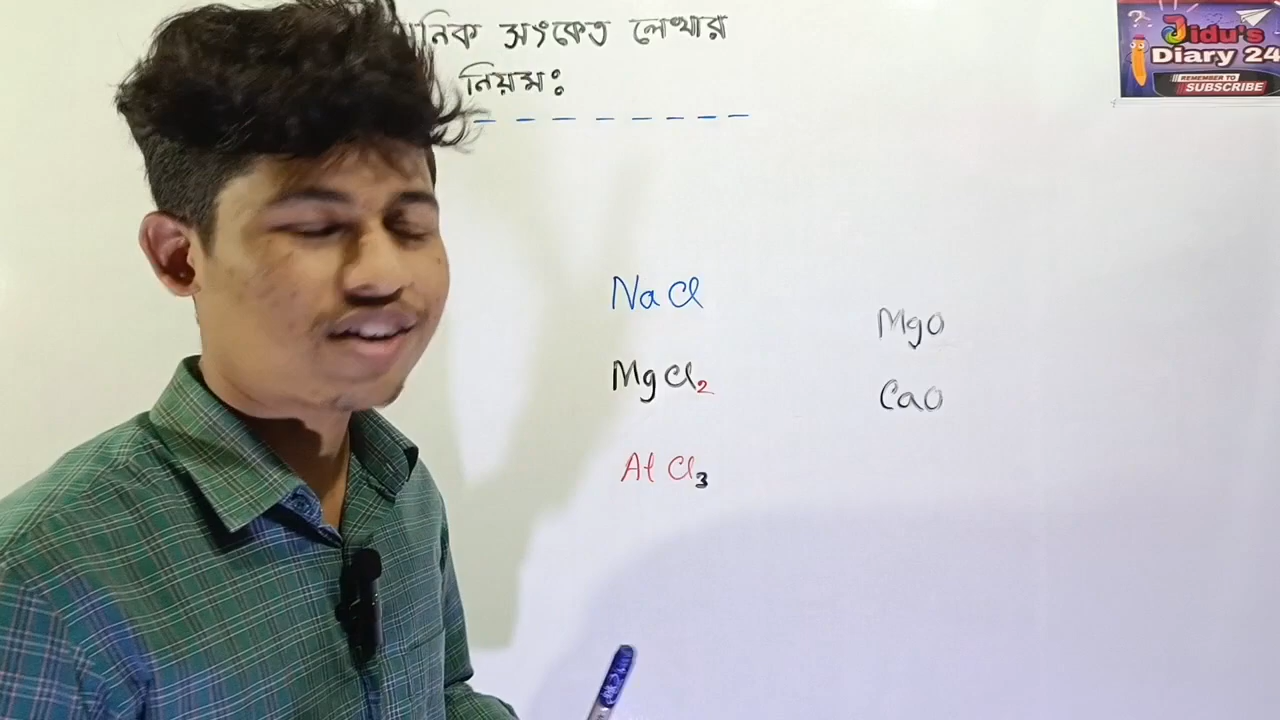 সংকেত লেখার
নিয়মঃ
NaCl
MgCl₂
AlCl₃
MgO
CaO
Jidu's
Diary 24
REMEMBER TO
SUBSCRIBE